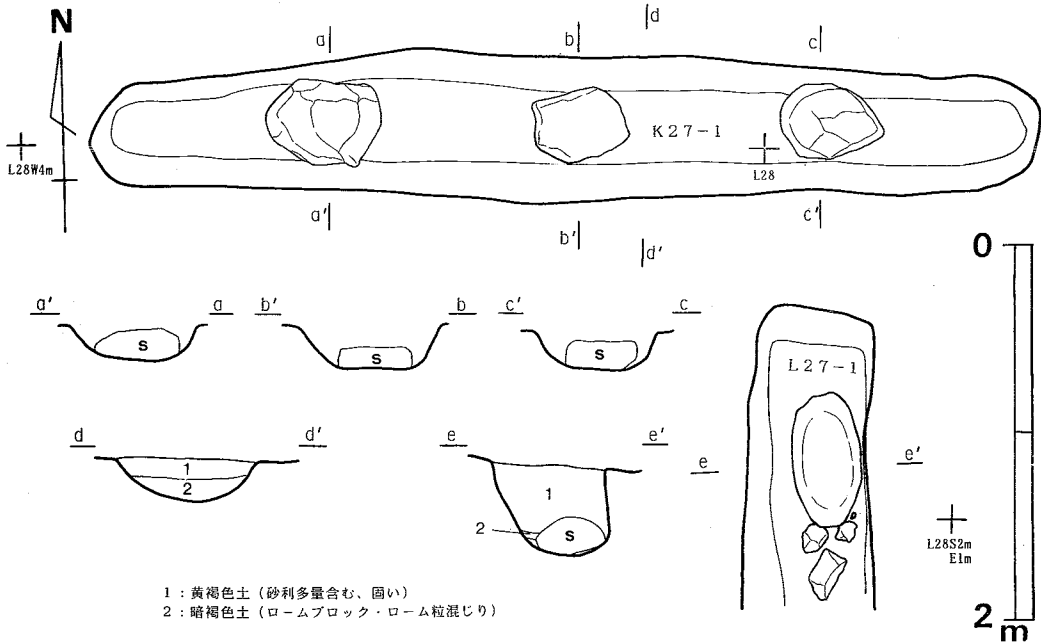 N
a
b
d
c
K27-1
L28W4m
L28
a'
b'
c'
d'
0
a' a b' b c' c
S
S
S
L27-1
d d' e e'
1
2
1
2
S
e e'
L28S2m
E1m
1：黄褐色土（砂利多量含む、固い）
2：暗褐色土（ロームブロック・ローム粒混じり）
2
m